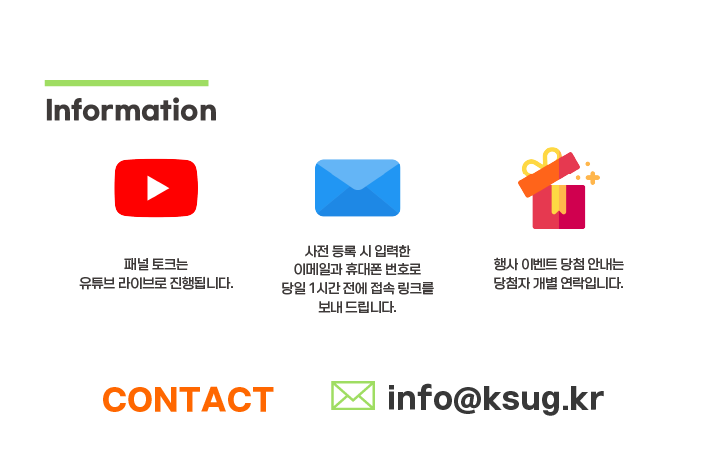 Information
패널 토크는
유튜브 라이브로 진행됩니다.
사전 등록 시 입력한
이메일과 휴대폰 번호로
당일 1시간 전에 접속 링크를
보내 드립니다.
행사 이벤트 당첨 안내는
당첨자 개별 연락입니다.
CONTACT
info@ksug.kr